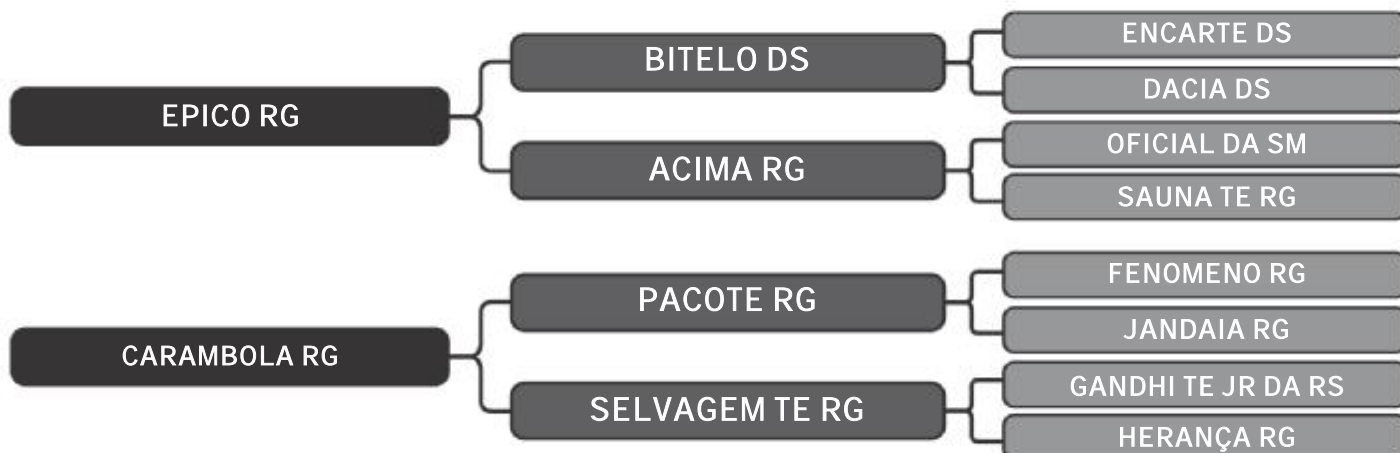 ENCARTE DS
BITELO DS
DACIA DS
EPICO RG
OFICIAL DA SM
ACIMA RG
SAUNA TE RG
FENOMENO RG
PACOTE RG
JANDAIA RG
CARAMBOLA RG
GANDHI TE JR DA RS
SELVAGEM TE RG
HERANÇA RG